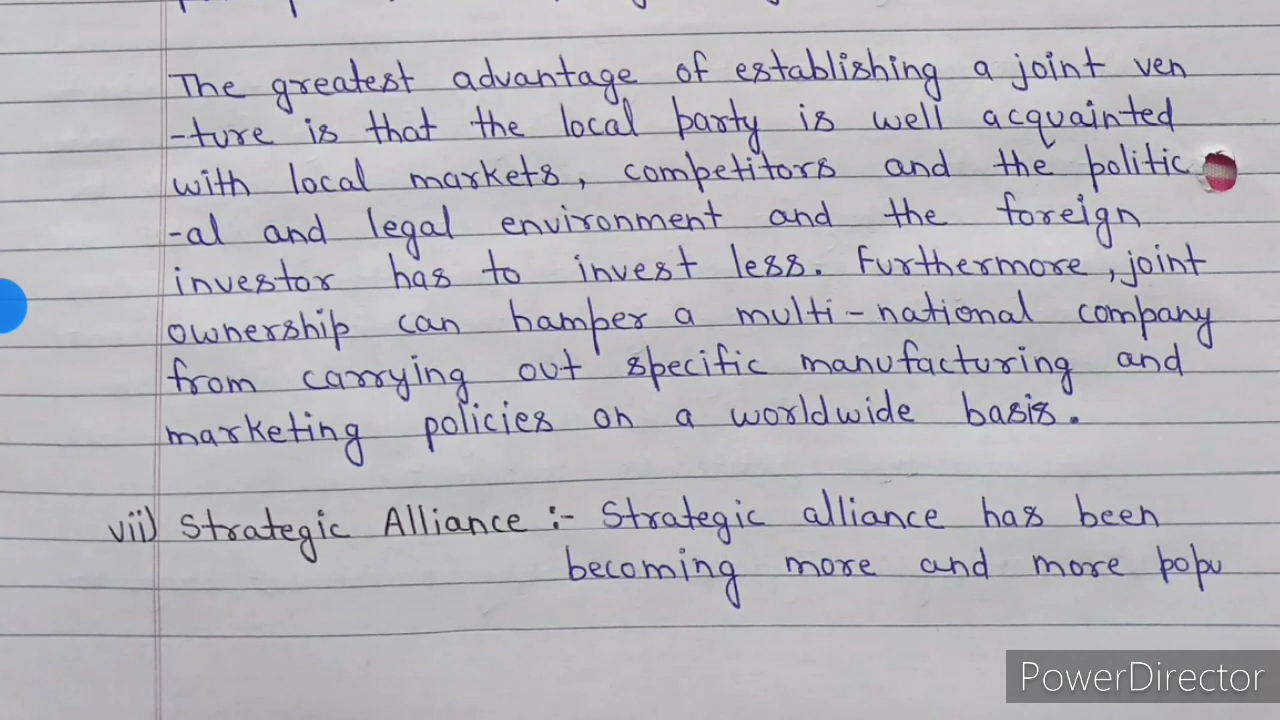 The greatest advantage of establishing a joint ven
-ture is that the local party is well acquainted
with local markets, competitors and the politic
-al and legal environment and the foreign
investor has to invest less. Furthermore, joint
ownership can hamper a multi-national company
from carrying out specific manufacturing and
marketing policies on a worldwide basis.
vii) Strategic Alliance :- Strategic alliance has been
becoming more and more popu
PowerDirector